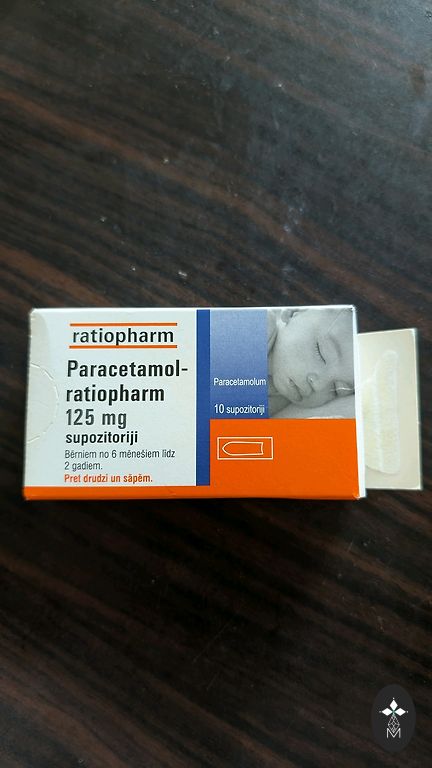 ratiopharm
Paracetamol-
ratiopharm
125 mg
supozitoriji
Bērniem no 6 mēnešiem līdz
2 gadiem.
Pret drudzi un sāpēm.
Paracetamolum
10 supozitoriji
M